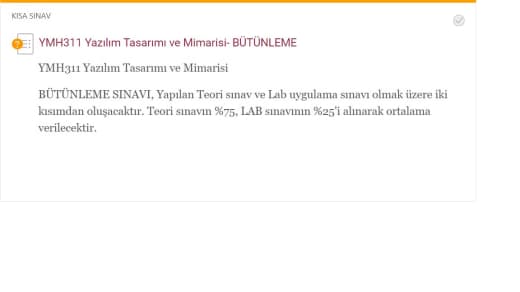 KISA SINAV
YMH311 Yazılım Tasarımı ve Mimarisi- BÜTÜNLEME
YMH311 Yazılım Tasarımı ve Mimarisi
BÜTÜNLEME SINAVI, Yapılan Teori sınav ve Lab uygulama sınavı olmak üzere iki
kısımdan oluşacaktır. Teori sınavın %75, LAB sınavının %25'i alınarak ortalama
verilecektir.